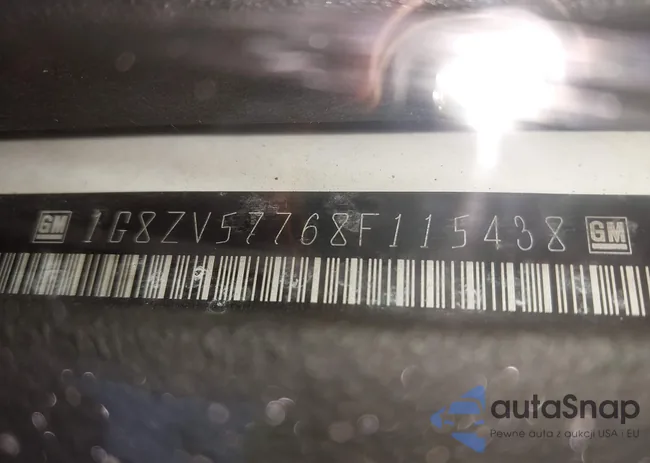 GM 1G8ZV57768F115438 GM
autaSnap
Pewne auta z aukcji USA i EU